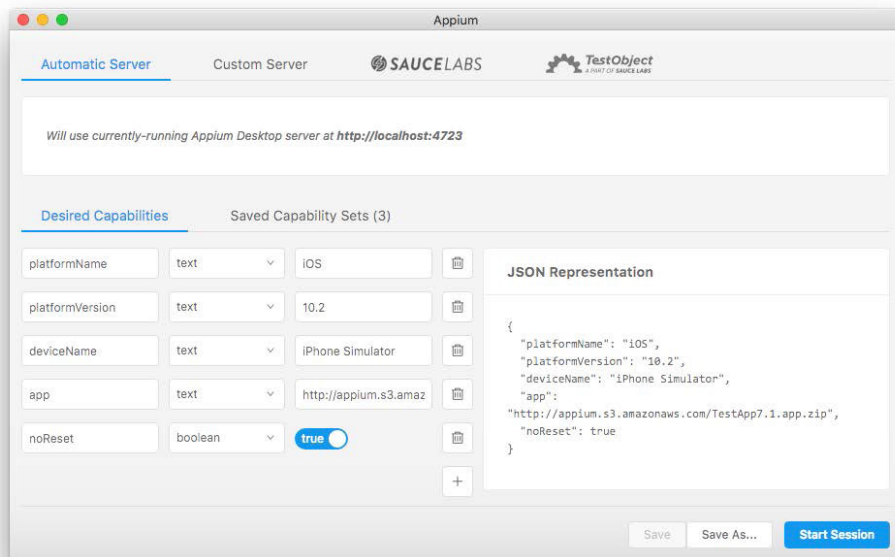 Appium
Automatic Server
Custom Server
SAUCELABS
TestObject
A PART OF SAUCE LABS
Will use currently-running Appium Desktop server at http://localhost:4723
Desired Capabilities
Saved Capability Sets (3)
platformName text iOS
platformVersion text 10.2
deviceName text iPhone Simulator
app text http://appium.s3.amaz
noReset boolean true
+
JSON Representation
{
"platformName": "iOS",
"platformVersion": "10.2",
"deviceName": "iPhone Simulator",
"app":
"http://appium.s3.amazonaws.com/TestApp7.1.app.zip",
"noReset": true
}
Save
Save As...
Start Session